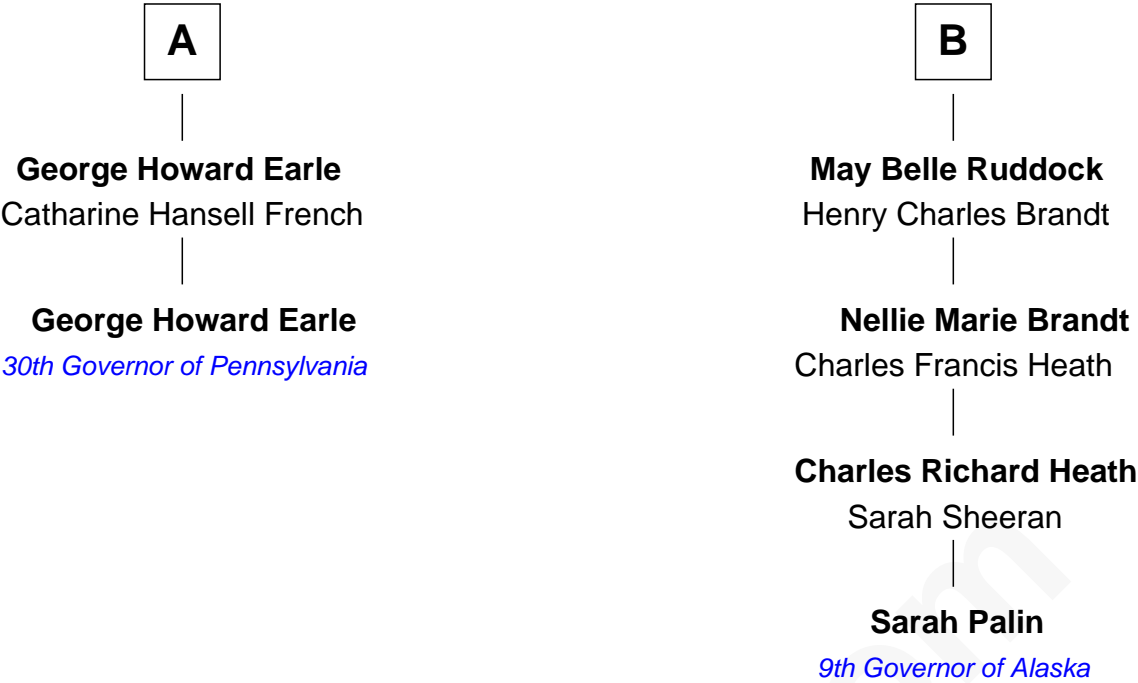 A
George Howard Earle
Catharine Hansell French
George Howard Earle
30th Governor of Pennsylvania
B
May Belle Ruddock
Henry Charles Brandt
Nellie Marie Brandt
Charles Francis Heath
Charles Richard Heath
Sarah Sheeran
Sarah Palin
9th Governor of Alaska